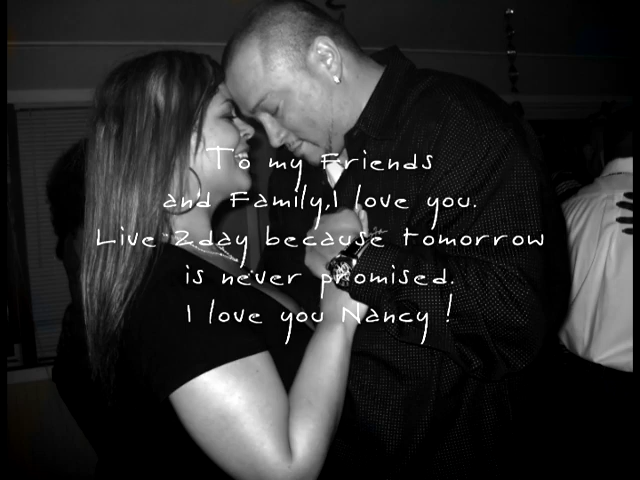 To my Friends
and Family,I love you.
Live 2day because tomorrow
is never promised.
I love you Nancy !